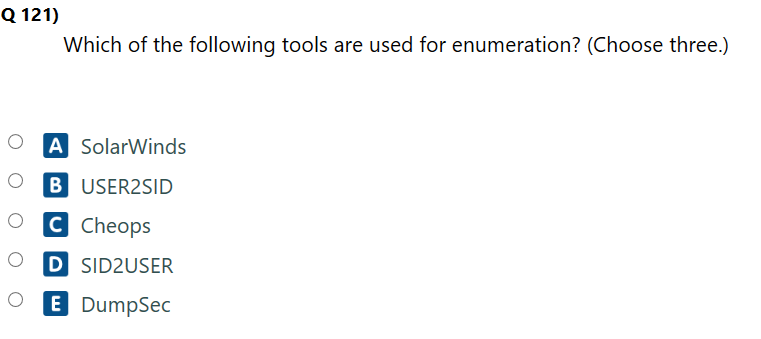 Q 121)
Which of the following tools are used for enumeration? (Choose three.)
A SolarWinds
B USER2SID
C Cheops
D SID2USER
E DumpSec